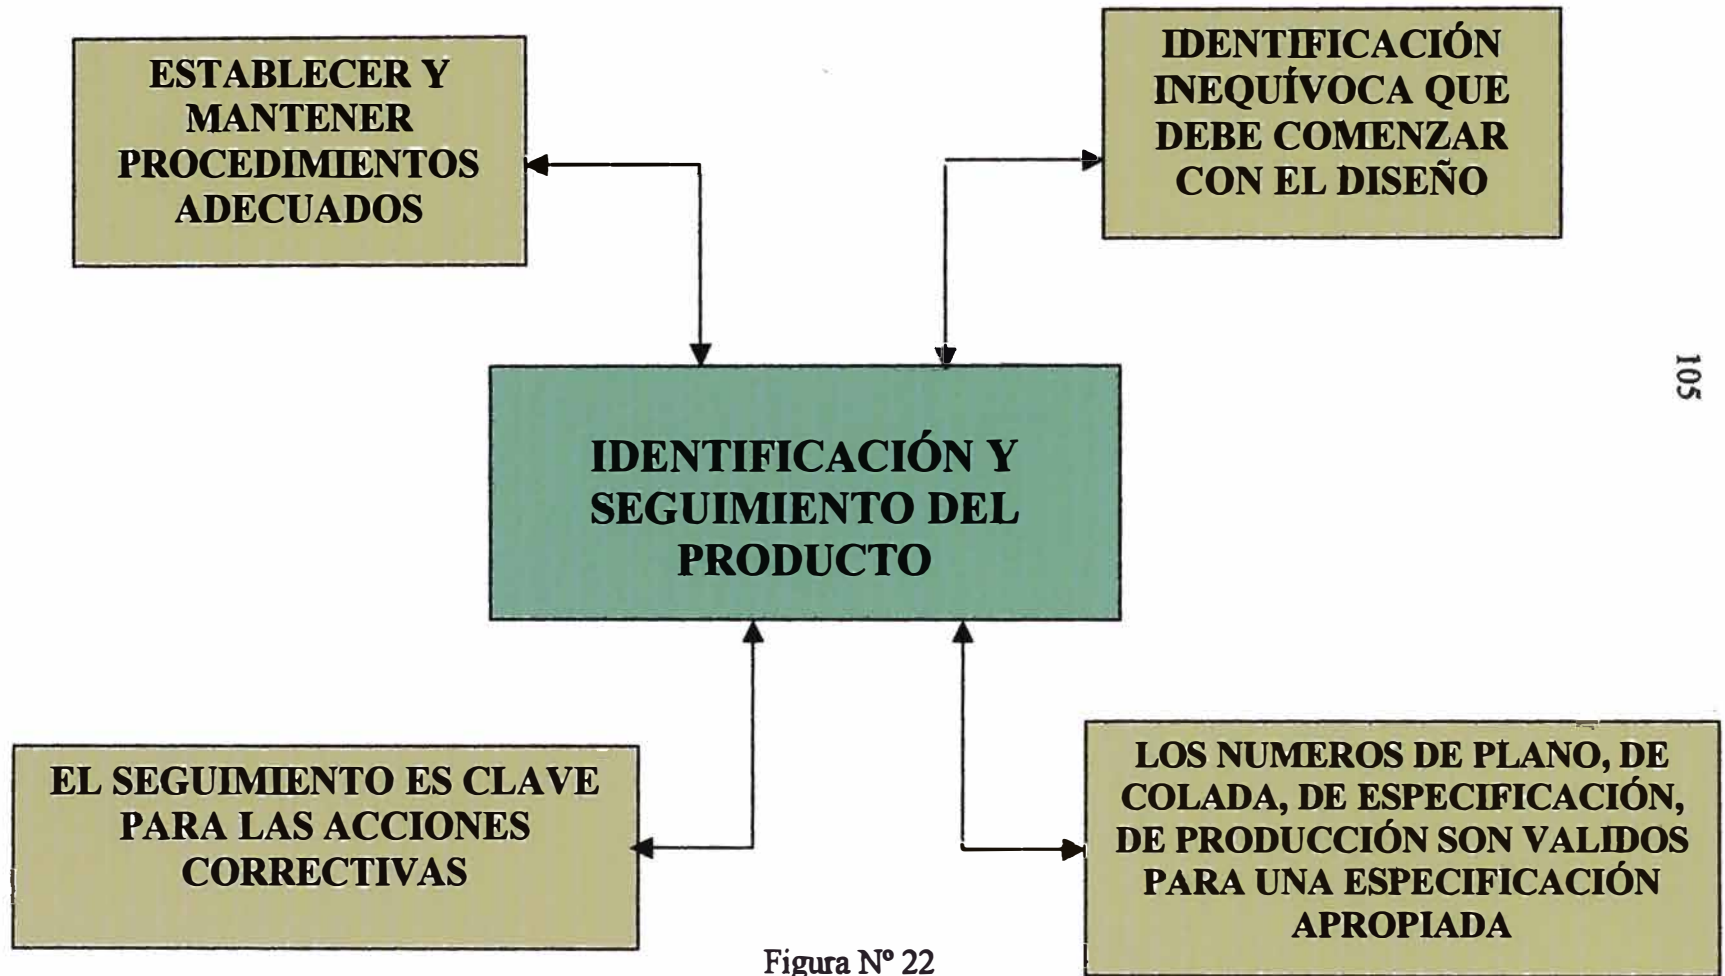 ESTABLECER Y
MANTENER
PROCEDIMIENTOS
ADECUADOS
IDENTIFICACIÓN
INEQUÍVOCA QUE
DEBE COMENZAR
CON EL DISEÑO
105
IDENTIFICACIÓN Y
SEGUIMIENTO DEL
PRODUCTO
EL SEGUIMIENTO ES CLAVE
PARA LAS ACCIONES
CORRECTIVAS
LOS NUMEROS DE PLANO, DE
COLADA, DE ESPECIFICACIÓN,
DE PRODUCCIÓN SON VALIDOS
PARA UNA ESPECIFICACIÓN
APROPIADA
Figura Nº 22